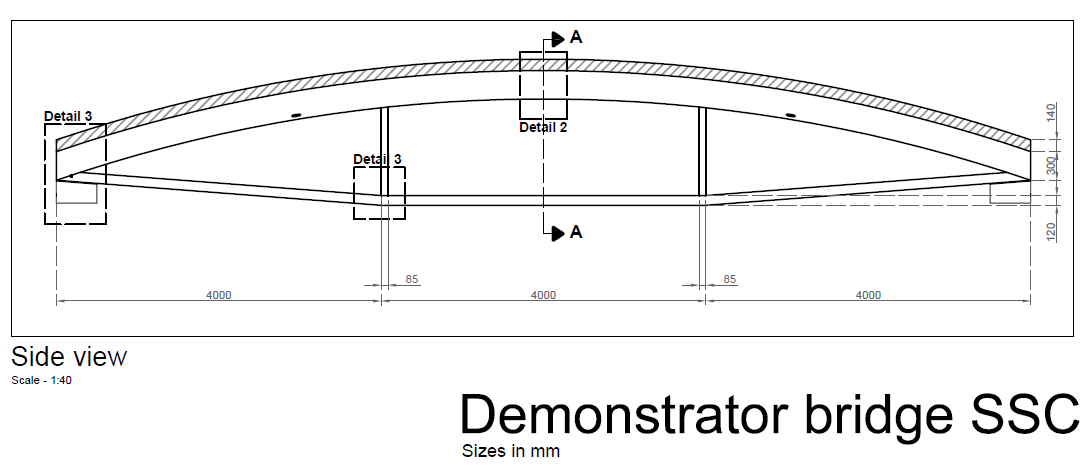 A
Detail 3
140
Detail 2
Detail 3
300
A
120
85
85
4000
4000
4000
Side view
Scale - 1:40
Demonstrator bridge SSC
Sizes in mm